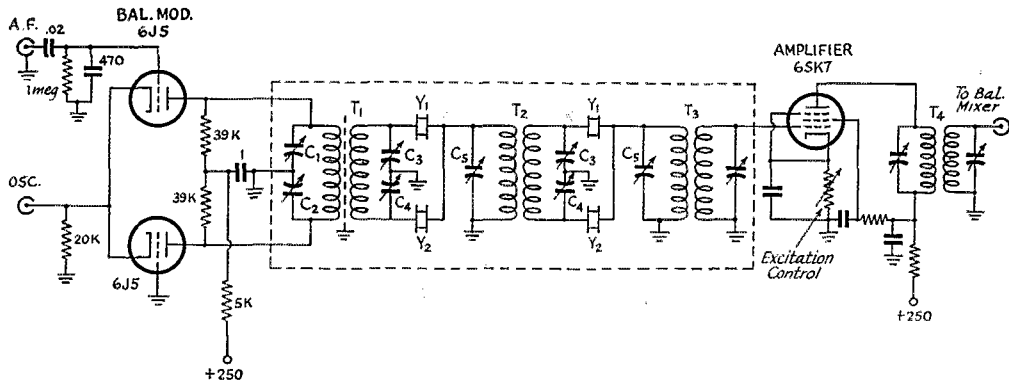 A.F.
.02
BAL. MOD.
6J5
470
1meg
39K
39K
1
OSC.
20K
6J5
5K
+250
C1
C2
T1
C3
C4
Y1
Y2
C5
T2
C3
C4
Y1
Y2
C5
T3
AMPLIFIER
6SK7
Excitation
Control
T4
To Bal.
Mixer
+250